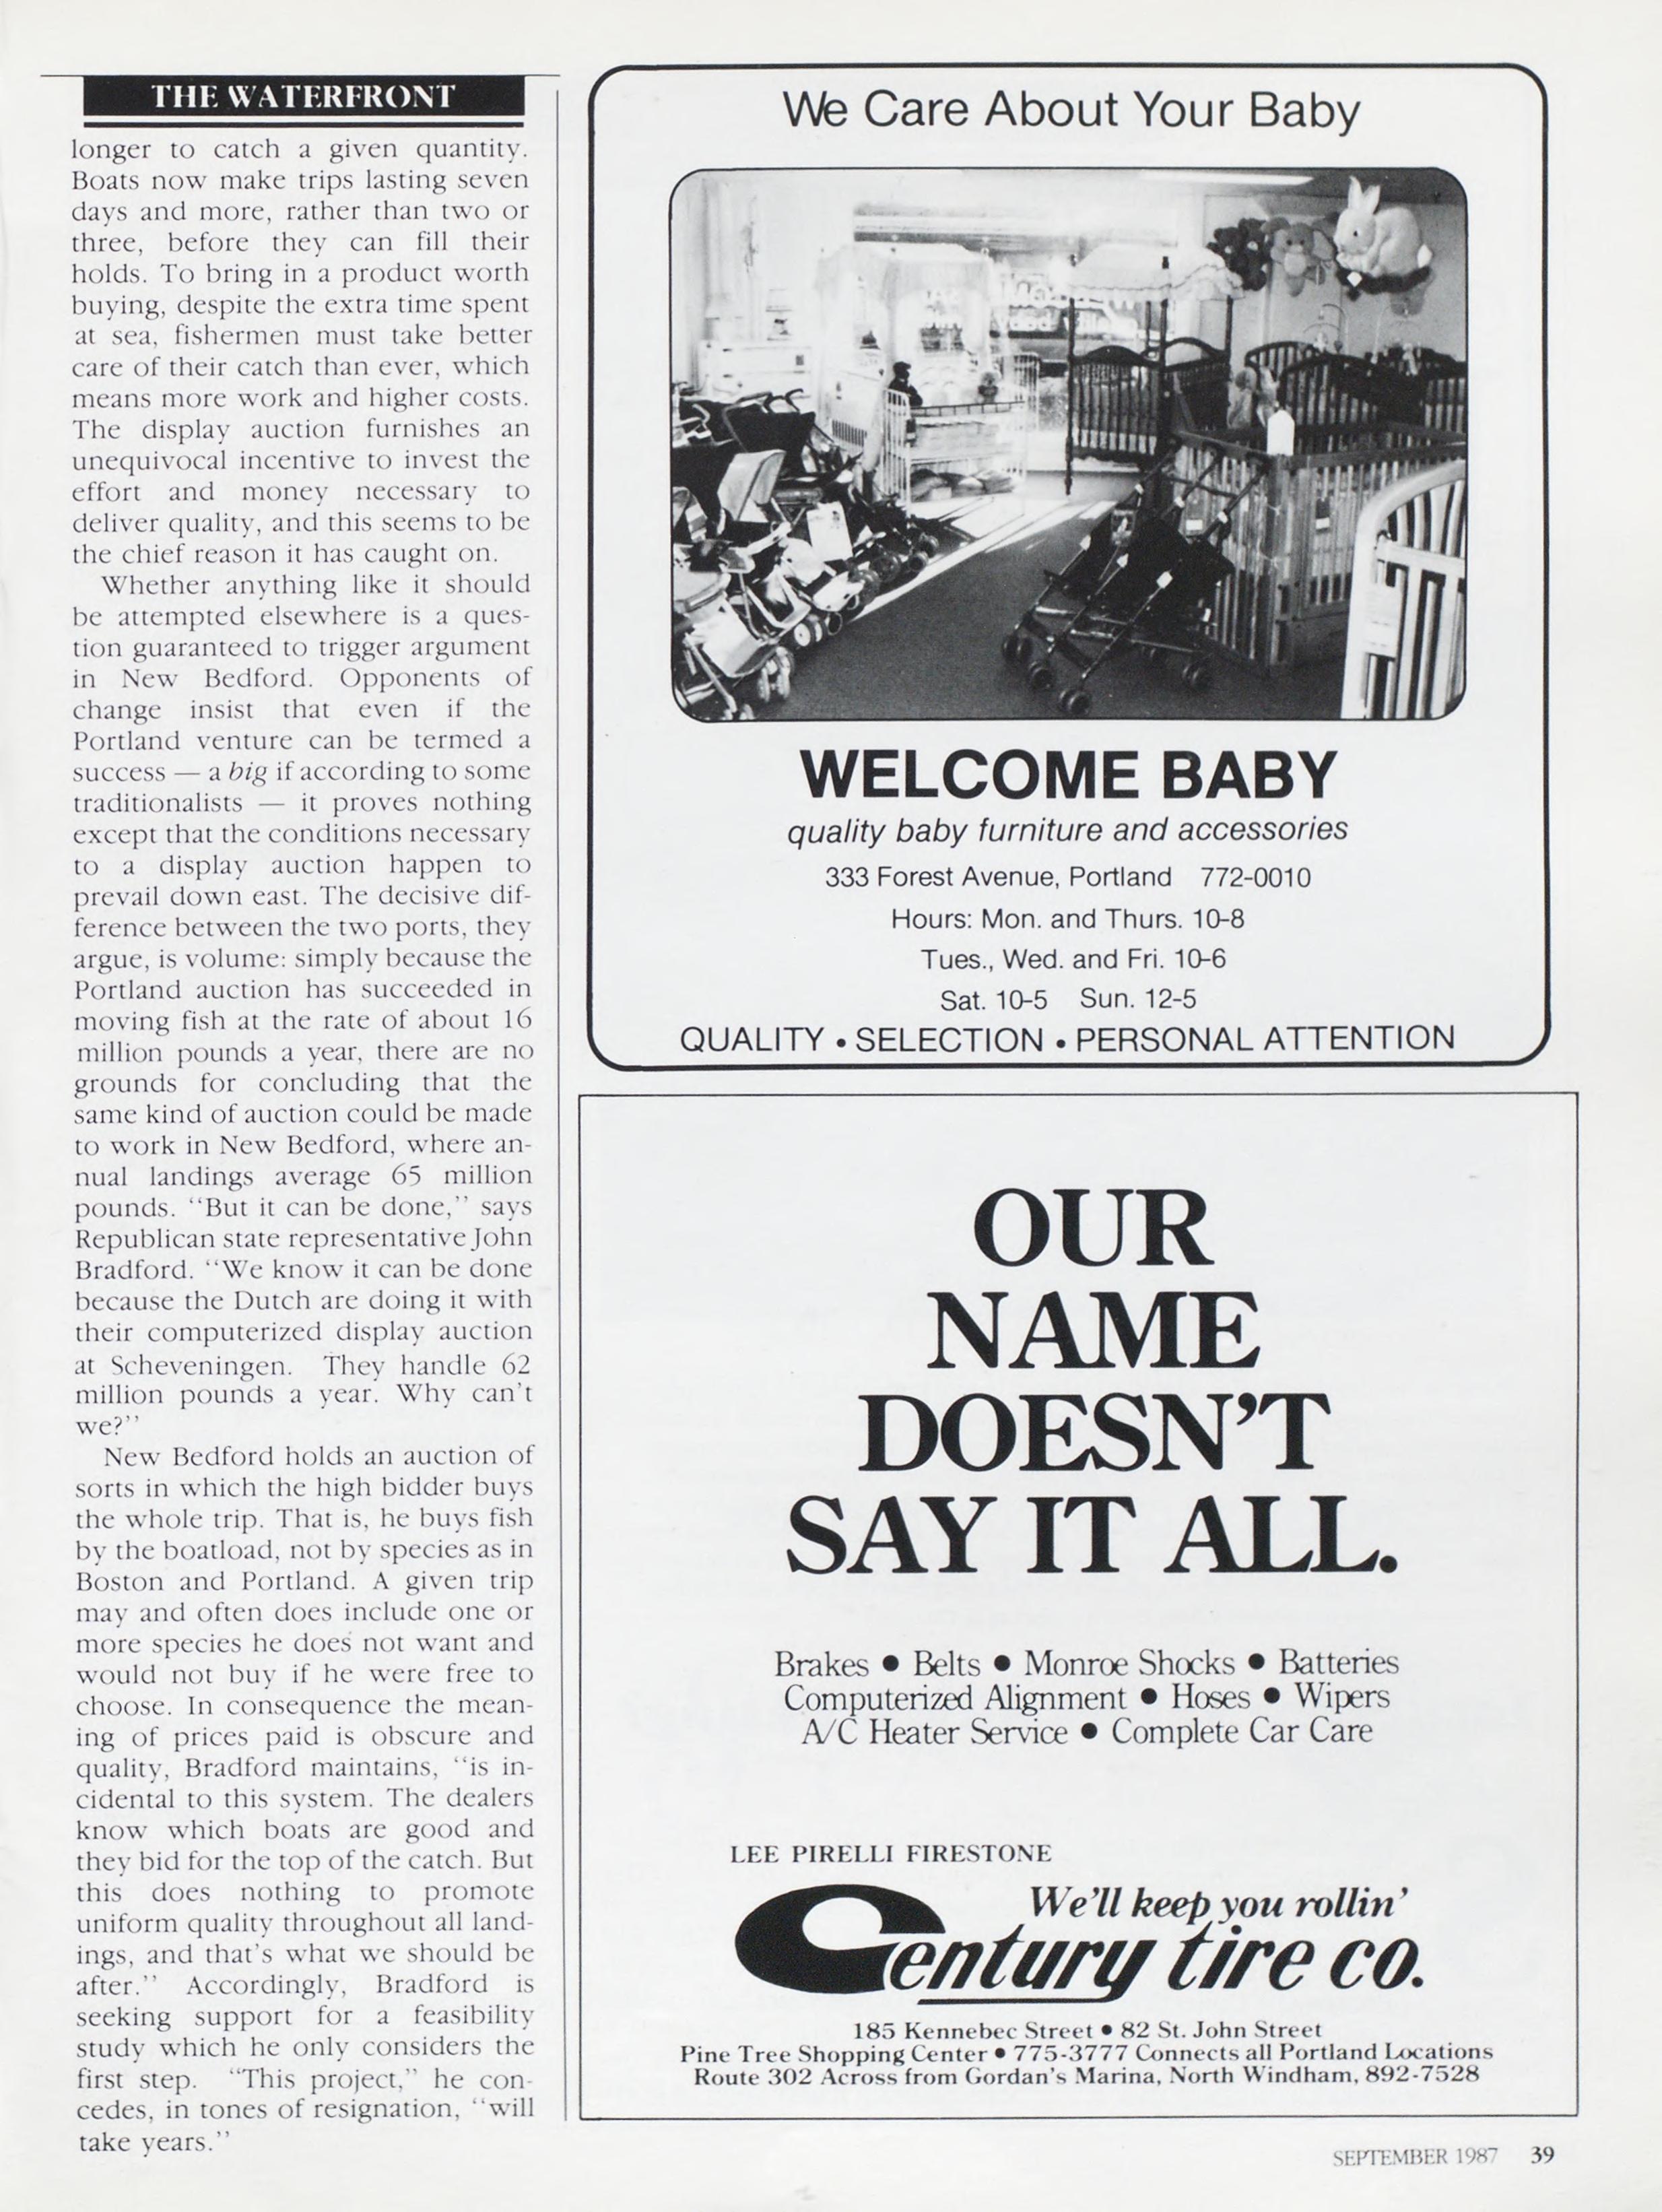 THE WATERFRONT
longer to catch a given quantity.
Boats now make trips lasting seven
days and more, rather than two or
three, before they can fill their
holds. To bring in a product worth
buying, despite the extra time spent
at sea, fishermen must take better
care of their catch than ever, which
means more work and higher costs.
The display auction furnishes an
unequivocal incentive to invest the
effort and money necessary to
deliver quality, and this seems to be
the chief reason it has caught on.
Whether anything like it should
be attempted elsewhere is a ques-
tion guaranteed to trigger argument
in New Bedford. Opponents of
change insist that even if the
Portland venture can be termed a
success — a big if according to some
traditionalists — it proves nothing
except that the conditions necessary
to a display auction happen to
prevail down east. The decisive dif-
ference between the two ports, they
argue, is volume: simply because the
Portland auction has succeeded in
moving fish at the rate of about 16
million pounds a year, there are no
grounds for concluding that the
same kind of auction could be made
to work in New Bedford, where an-
nual landings average 65 million
pounds. “But it can be done,” says
Republican state representative John
Bradford. “We know it can be done
because the Dutch are doing it with
their computerized display auction
at Scheveningen. They handle 62
million pounds a year. Why can't
we?”
New Bedford holds an auction of
sorts in which the high bidder buys
the whole trip. That is, he buys fish
by the boatload, not by species as in
Boston and Portland. A given trip
may and often does include one or
more species he does not want and
would not buy if he were free to
choose. In consequence the mean-
ing of prices paid is obscure and
quality, Bradford maintains, “is in-
cidental to this system. The dealers
know which boats are good and
they bid for the top of the catch. But
this does nothing to promote
uniform quality throughout all land-
ings, and that's what we should be
after.” Accordingly, Bradford is
seeking support for a feasibility
study which he only considers the
first step. “This project,” he con-
cedes, in tones of resignation, “will
take years.”
We Care About Your Baby
WELCOME BABY
quality baby furniture and accessories
333 Forest Avenue, Portland 772-0010
Hours: Mon. and Thurs. 10-8
Tues., Wed. and Fri. 10-6
Sat. 10-5 Sun. 12-5
QUALITY • SELECTION • PERSONAL ATTENTION
OUR
NAME
DOESN'T
SAY IT ALL.
Brakes ● Belts ● Monroe Shocks ● Batteries
Computerized Alignment ● Hoses ● Wipers
A/C Heater Service ● Complete Car Care
LEE PIRELLI FIRESTONE
We'll keep you rollin'
Century tire co.
185 Kennebec Street ● 82 St. John Street
Pine Tree Shopping Center ● 775-3777 Connects all Portland Locations
Route 302 Across from Gordan's Marina, North Windham, 892-7528
SEPTEMBER 1987 39